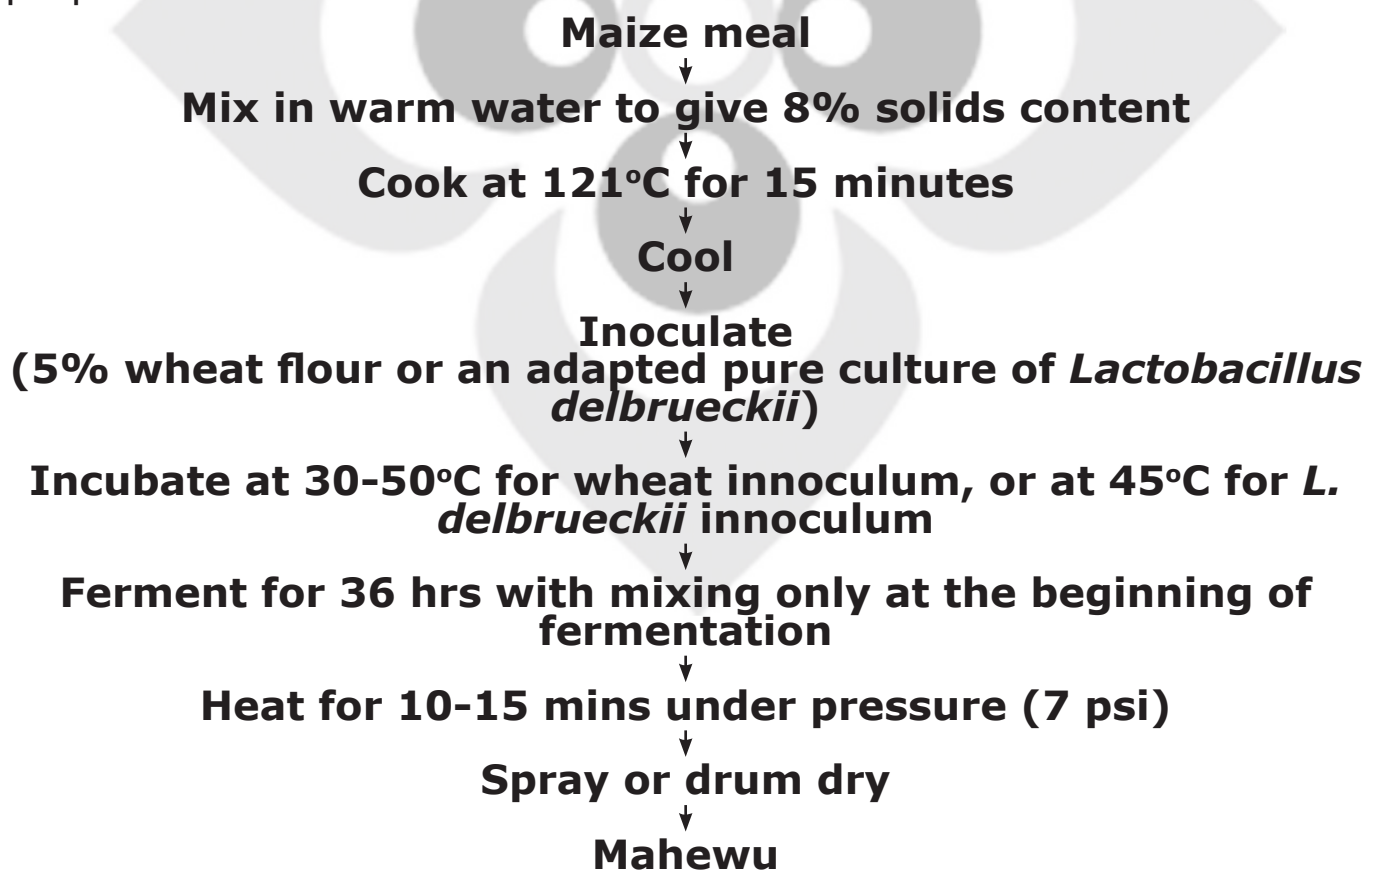 Maize meal
Mix in warm water to give 8% solids content
Cook at 121ºC for 15 minutes
Cool
Inoculate
(5% wheat flour or an adapted pure culture of Lactobacillus
delbrueckii)
Incubate at 30-50ºC for wheat innoculum, or at 45ºC for L.
delbrueckii innoculum
Ferment for 36 hrs with mixing only at the beginning of
fermentation
Heat for 10-15 mins under pressure (7 psi)
Spray or drum dry
Mahewu